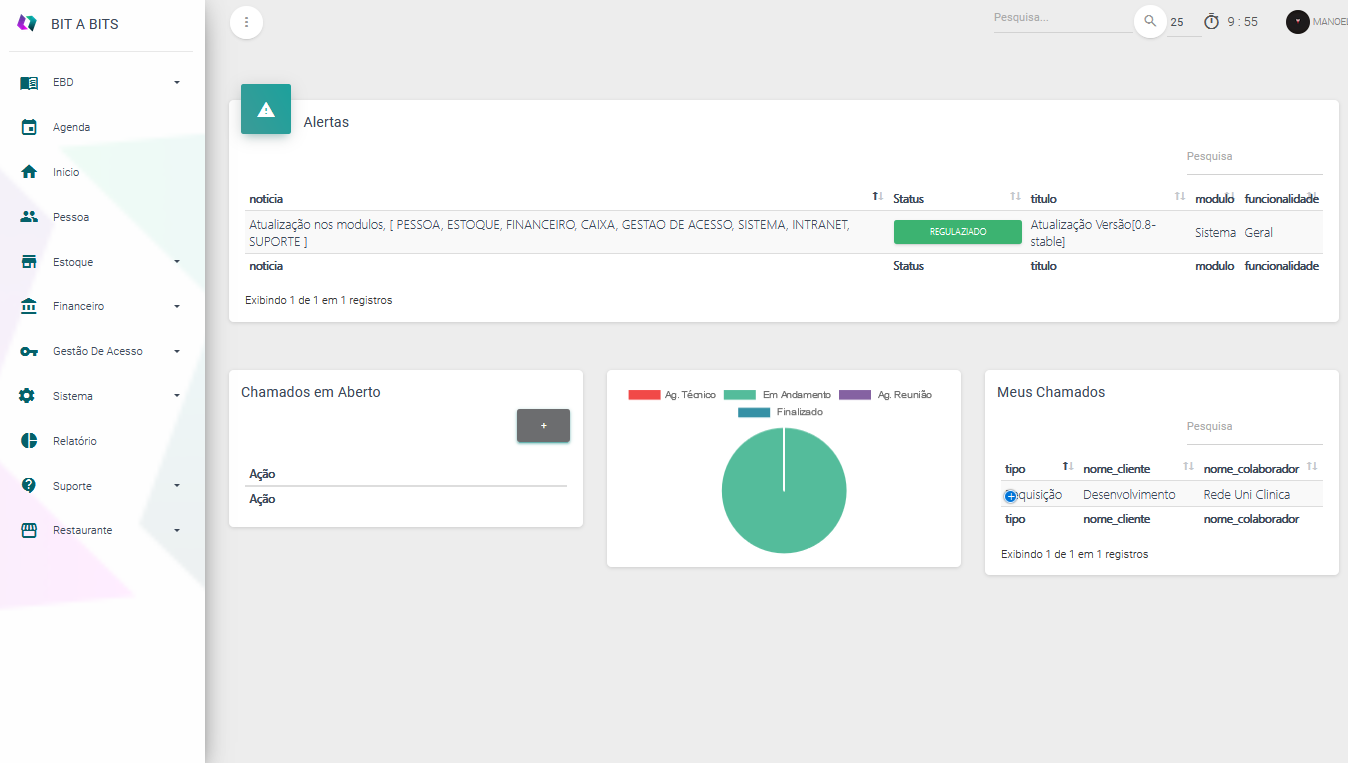 BIT A BITS
EBD
Agenda
Inicio
Pessoa
Estoque
Financeiro
Gestão De Acesso
Sistema
Relatório
Suporte
Restaurante
Pesquisa...
25
9 : 55
MANOEL
Alertas
Pesquisa
noticia Status titulo modulo funcionalidade
Atualização nos modulos, [ PESSOA, ESTOQUE, FINANCEIRO, CAIXA, GESTAO DE ACESSO, SISTEMA, INTRANET,
SUPORTE ]
REGULAZIADO
Atualização Versão[0.8-
stable]
Sistema Geral
noticia Status titulo modulo funcionalidade
Exibindo 1 de 1 em 1 registros
Chamados em Aberto
+
Ação
Ação
Ag. Técnico Em Andamento Ag. Reunião
Finalizado
Meus Chamados
Pesquisa
tipo nome_cliente nome_colaborador
quisição Desenvolvimento Rede Uni Clinica
tipo nome_cliente nome_colaborador
Exibindo 1 de 1 em 1 registros